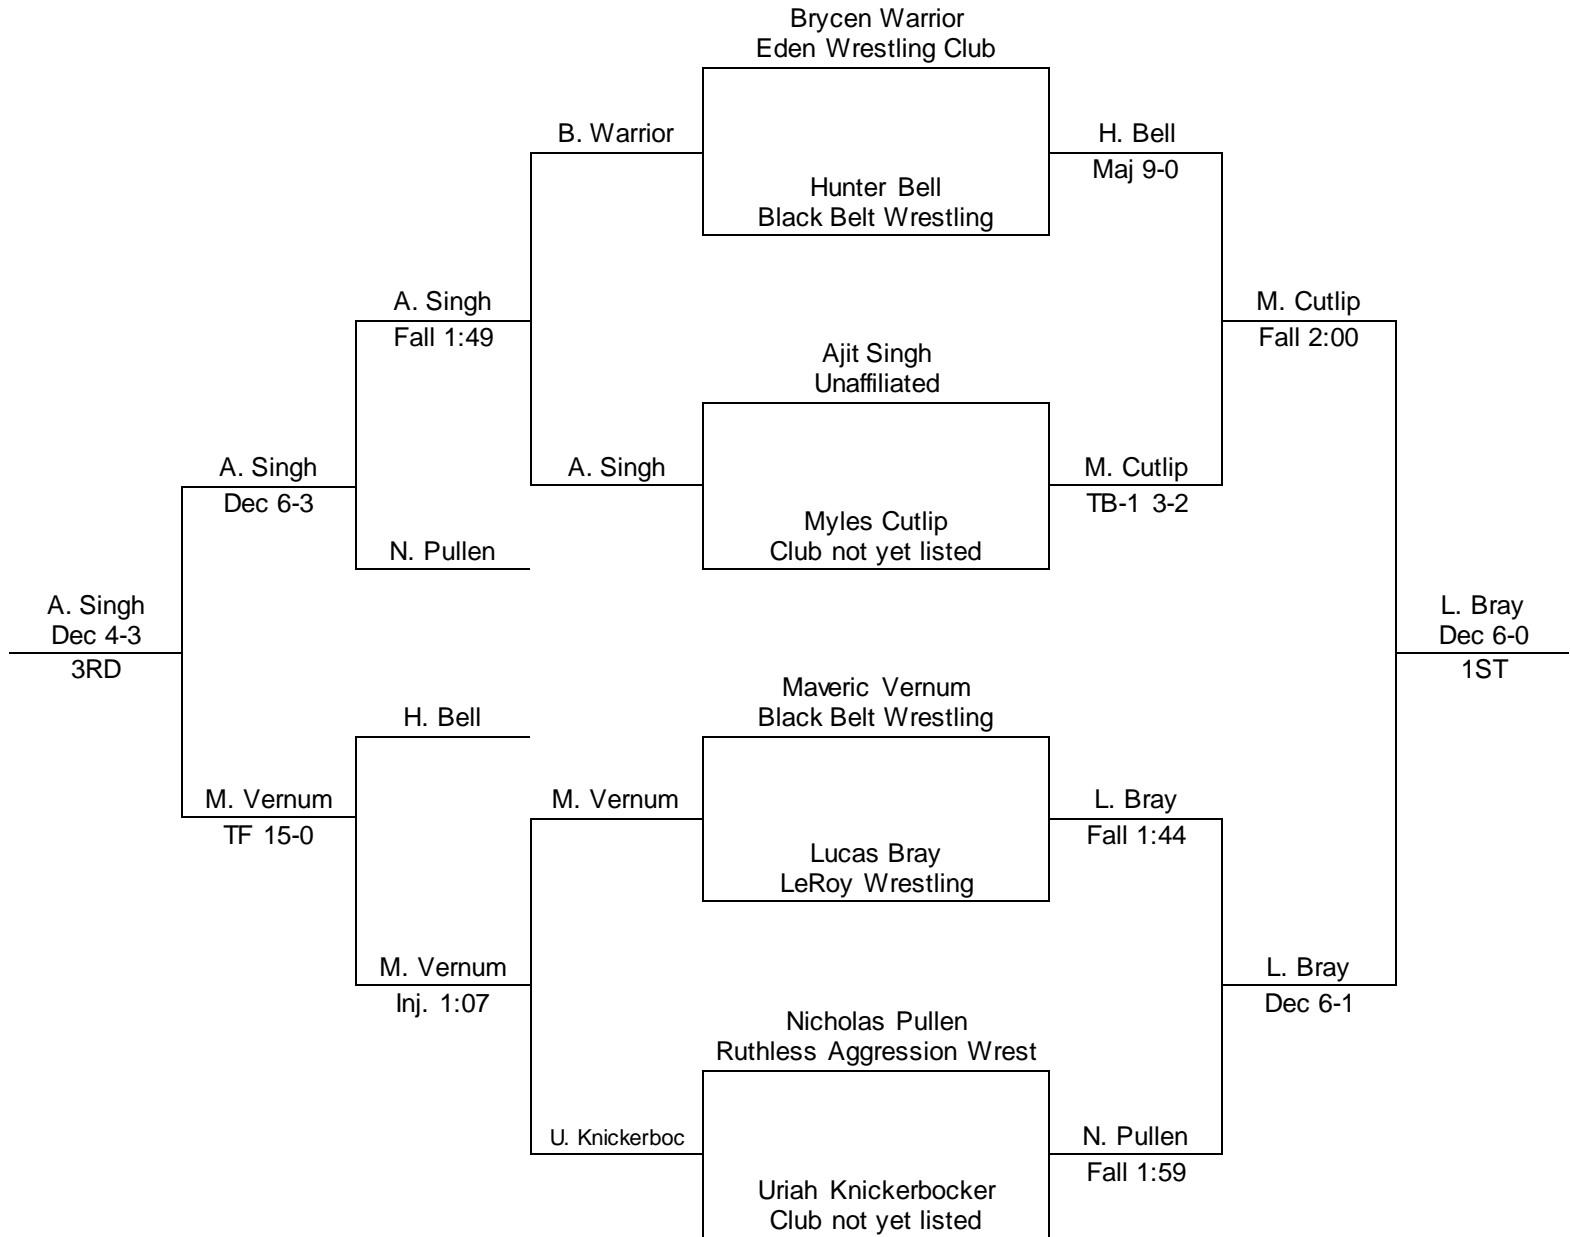 Brycen Warrior
Eden Wrestling Club
B. Warrior
H. Bell
Maj 9-0
Hunter Bell
Black Belt Wrestling
A. Singh
Fall 1:49
M. Cutlip
Fall 2:00
Ajit Singh
Unaffiliated
A. Singh
Dec 6-3
A. Singh
M. Cutlip
TB-1 3-2
Myles Cutlip
Club not yet listed
N. Pullen
A. Singh
Dec 4-3
3RD
L. Bray
Dec 6-0
1ST
Maveric Vernum
Black Belt Wrestling
H. Bell
M. Vernum
TF 15-0
M. Vernum
L. Bray
Fall 1:44
Lucas Bray
LeRoy Wrestling
M. Vernum
Inj. 1:07
L. Bray
Dec 6-1
Nicholas Pullen
Ruthless Aggression Wrest
U. Knickerboc
N. Pullen
Fall 1:59
Uriah Knickerbocker
Club not yet listed